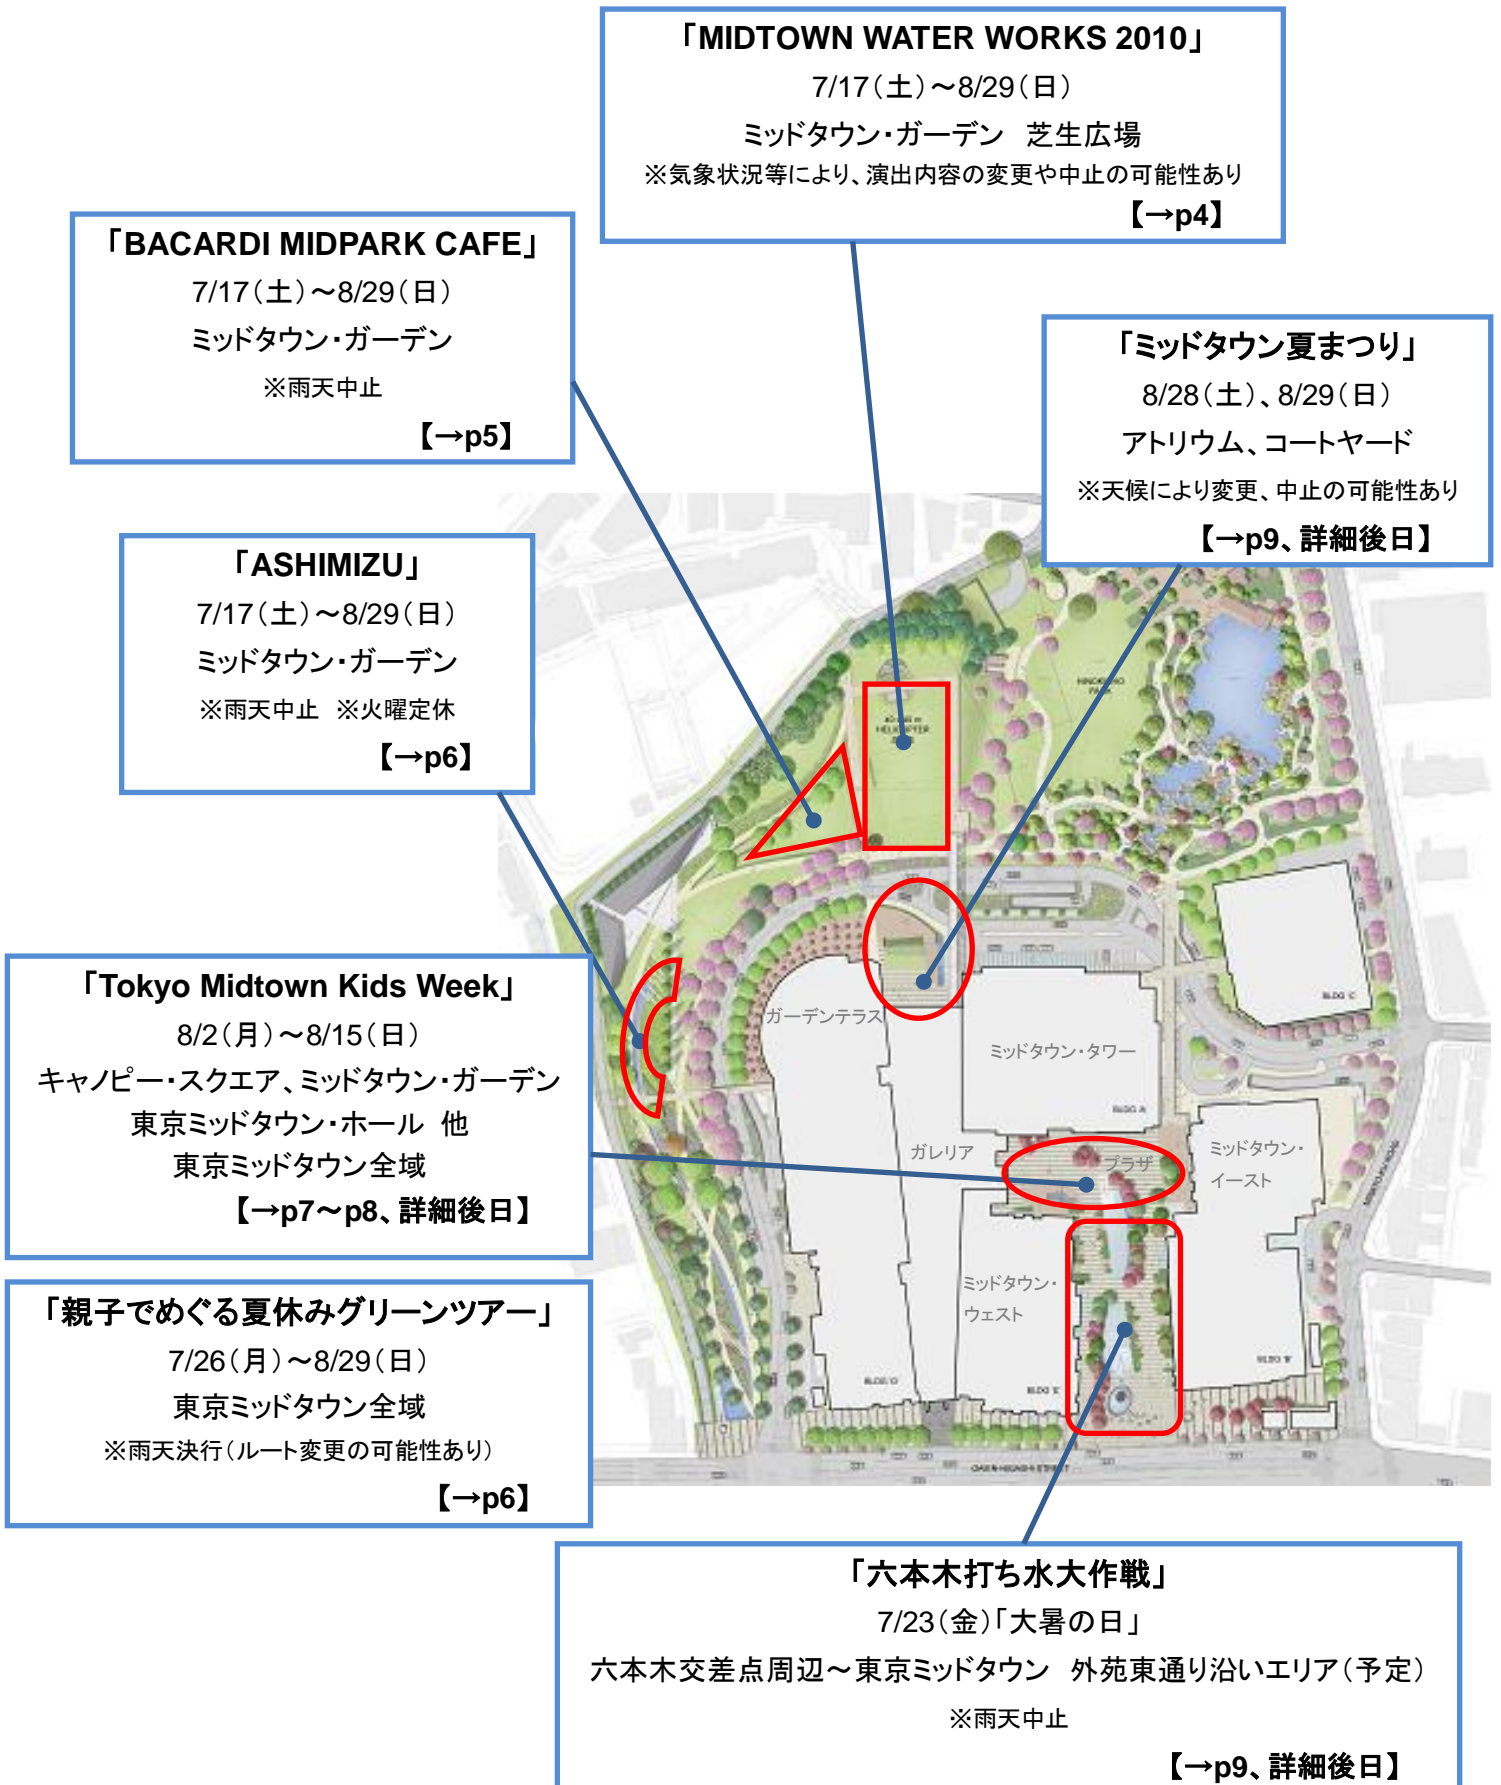 「MIDTOWN WATER WORKS 2010」
7/17(土)～8/29(日)
ミッドタウン・ガーデン　芝生広場
※気象状況等により、演出内容の変更や中止の可能性あり
【→p4】
「BACARDI MIDPARK CAFE」
7/17(土)～8/29(日)
ミッドタウン・ガーデン
※雨天中止
【→p5】
「ミッドタウン夏まつり」
8/28(土)、8/29(日)
アトリウム、コートヤード
※天候により変更、中止の可能性あり
【→p9、詳細後日】
「ASHIMIZU」
7/17(土)～8/29(日)
ミッドタウン・ガーデン
※雨天中止　※火曜定休
【→p6】
「Tokyo Midtown Kids Week」
8/2(月)～8/15(日)
キャノピー・スクエア、ミッドタウン・ガーデン
東京ミッドタウン・ホール　他
東京ミッドタウン全域
【→p7～p8、詳細後日】
「親子でめぐる夏休みグリーンツアー」
7/26(月)～8/29(日)
東京ミッドタウン全域
※雨天決行(ルート変更の可能性あり)
【→p6】
ガーデンテラス
ミッドタウン・タワー
BLDG 'C'
BLDG A
ガレリア
プラザ
ミッドタウン・
イースト
ミッドタウン・
ウェスト
BLDG 'D'
BLDG 'E'
BLDG 'B'
「六本木打ち水大作戦」
7/23(金)「大暑の日」
六本木交差点周辺～東京ミッドタウン　外苑東通り沿いエリア(予定)
※雨天中止
【→p9、詳細後日】